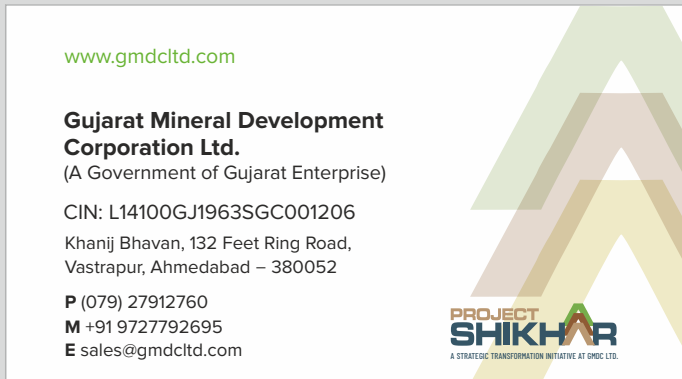 www.gmdcltd.com
Gujarat Mineral Development
Corporation Ltd.
(A Government of Gujarat Enterprise)
CIN: L14100GJ1963SGC001206
Khanij Bhavan, 132 Feet Ring Road,
Vastrapur, Ahmedabad – 380052
P (079) 27912760
M +91 9727792695
E sales@gmdcltd.com
PROJECT
SHIKHAR
A STRATEGIC TRANSFORMATION INITIATIVE AT GMDC LTD.